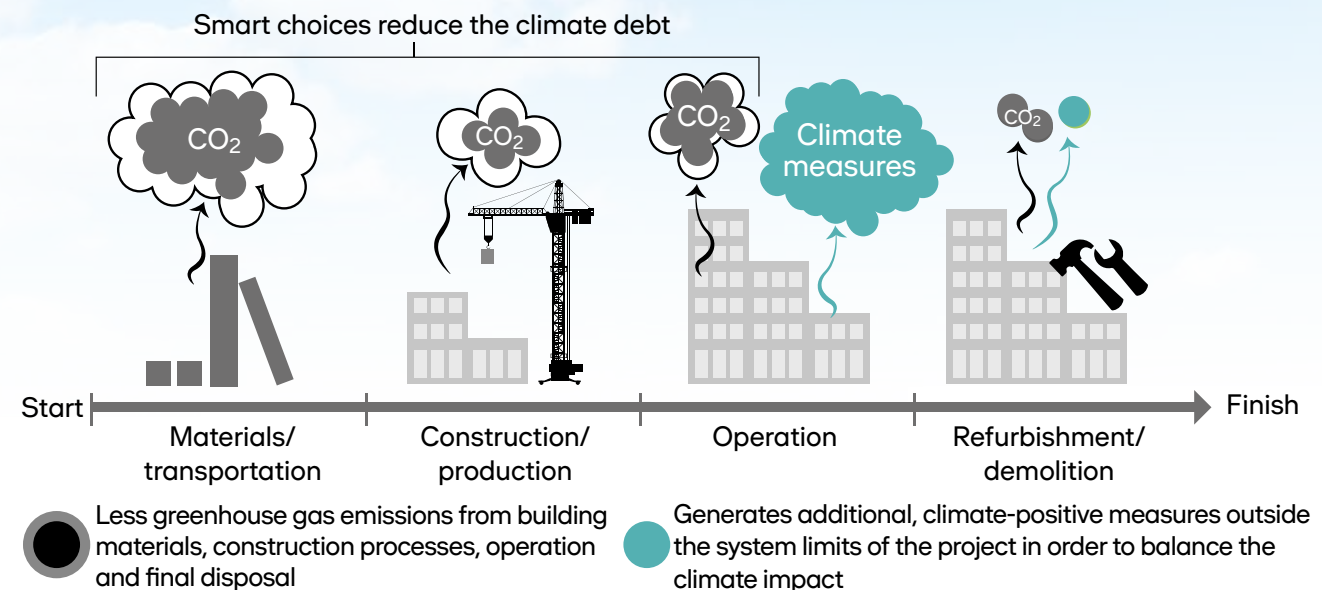 Smart choices reduce the climate debt
CO₂
CO₂
CO₂
Climate
measures
CO₂
Start
Finish
Materials/
transportation
Construction/
production
Operation
Refurbishment/
demolition
Less greenhouse gas emissions from building
materials, construction processes, operation
and final disposal
Generates additional, climate-positive measures outside
the system limits of the project in order to balance the
climate impact